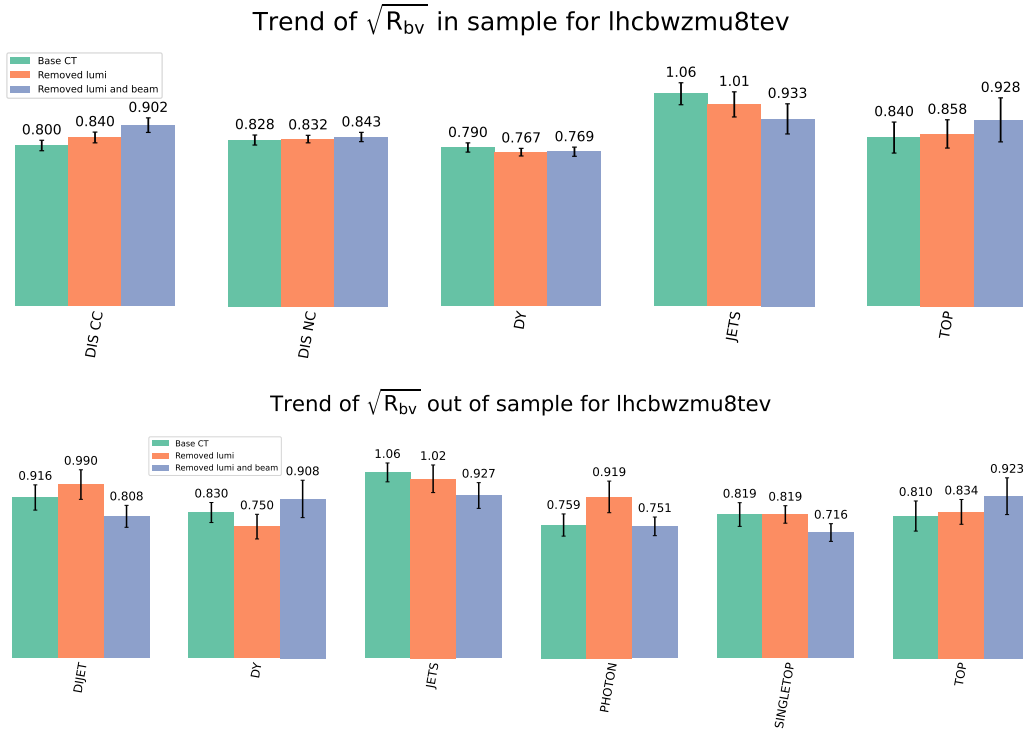 Trend of √R_bv in sample for lhcbwzmu8tev
Base CT
Removed lumi
Removed lumi and beam
0.800 0.840 0.902
0.828 0.832 0.843
0.790 0.767 0.769
1.06 1.01 0.933
0.840 0.858 0.928
DIS CC
DIS NC
DY
JETS
TOP
Trend of √R_bv out of sample for lhcbwzmu8tev
Base CT
Removed lumi
Removed lumi and beam
0.916 0.990 0.808
0.830 0.750 0.908
1.06 1.02 0.927
0.759 0.919 0.751
0.819 0.819 0.716
0.810 0.834 0.923
DIJET
DY
JETS
PHOTON
SINGLETOP
TOP